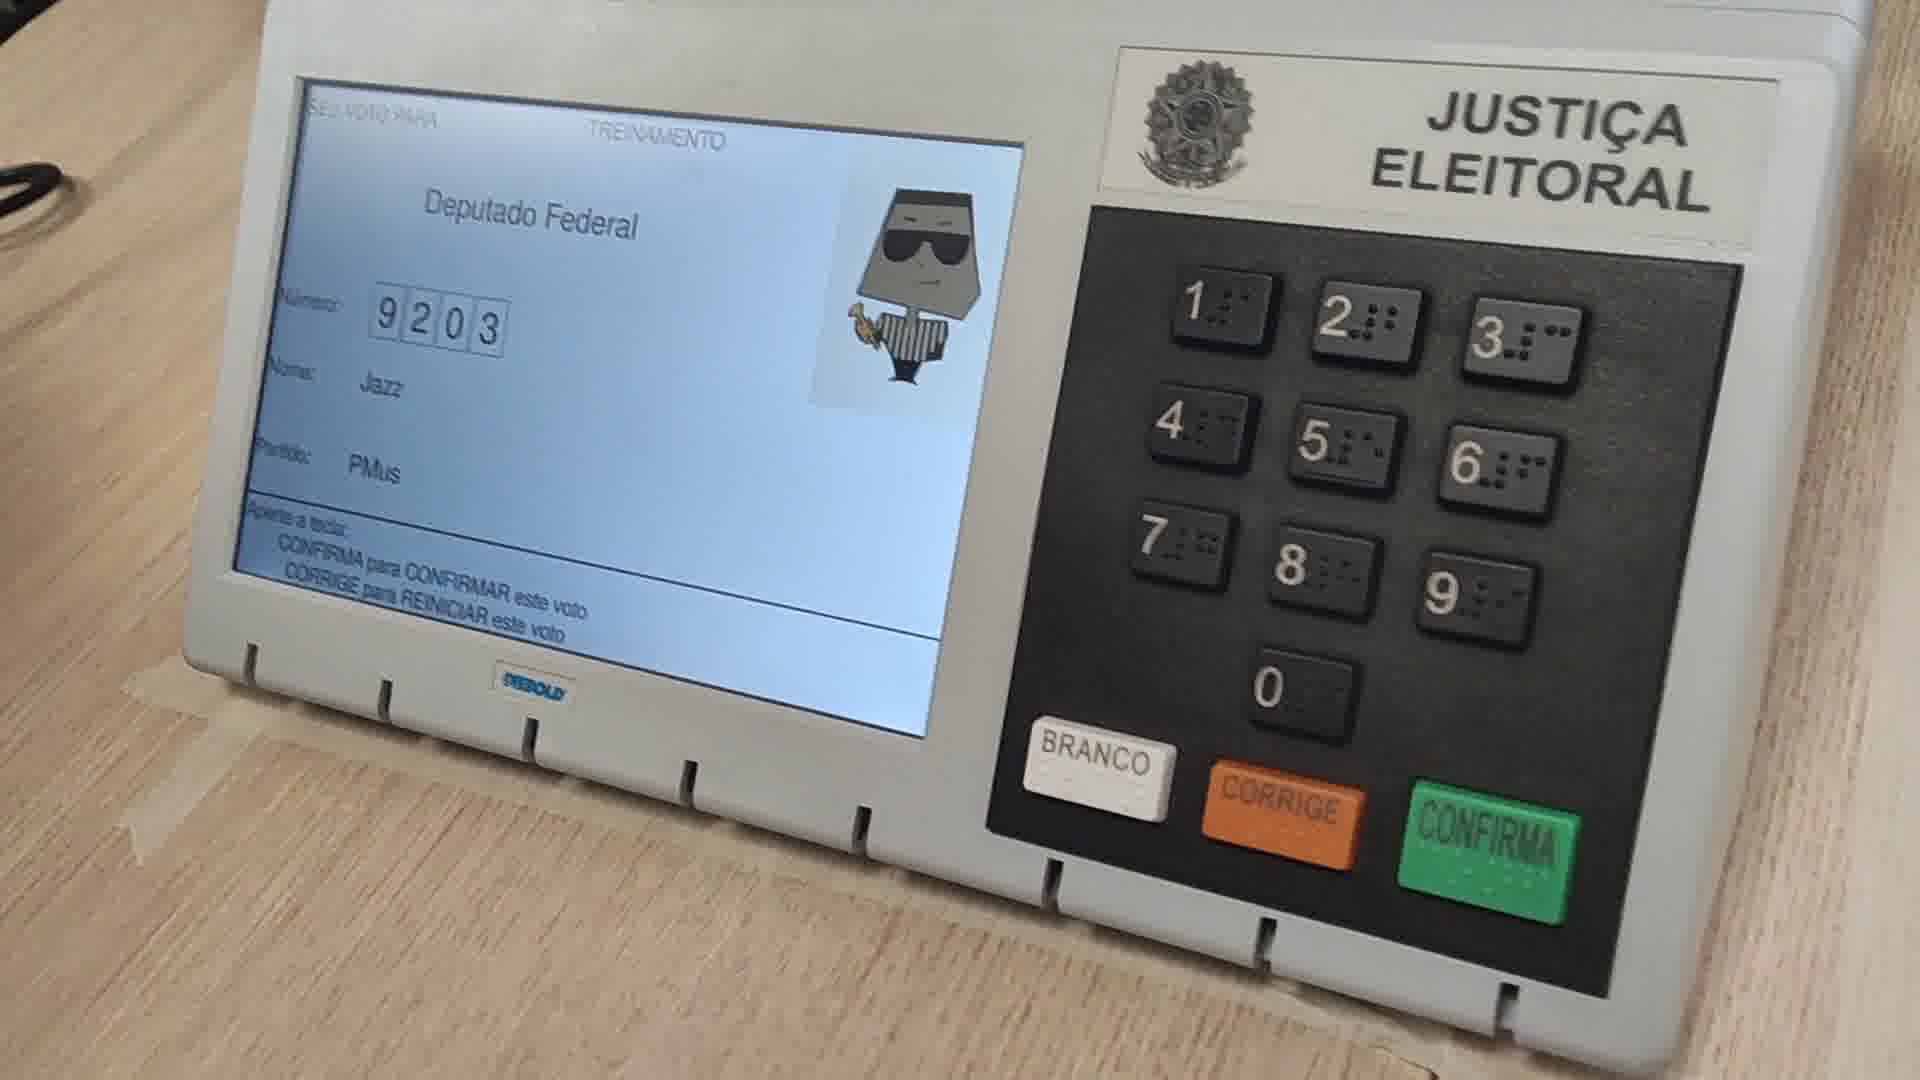 SEU VOTO PARA
TREINAMENTO
Deputado Federal
Número: 9203
Nome: Jazz
Partido: PMus
Aperte a tecla:
CONFIRMA para CONFIRMAR este voto
CORRIGE para REINICIAR este voto
DIEBOLD
JUSTIÇA
ELEITORAL
1 2 3
4 5 6
7 8 9
0
BRANCO CORRIGE CONFIRMA